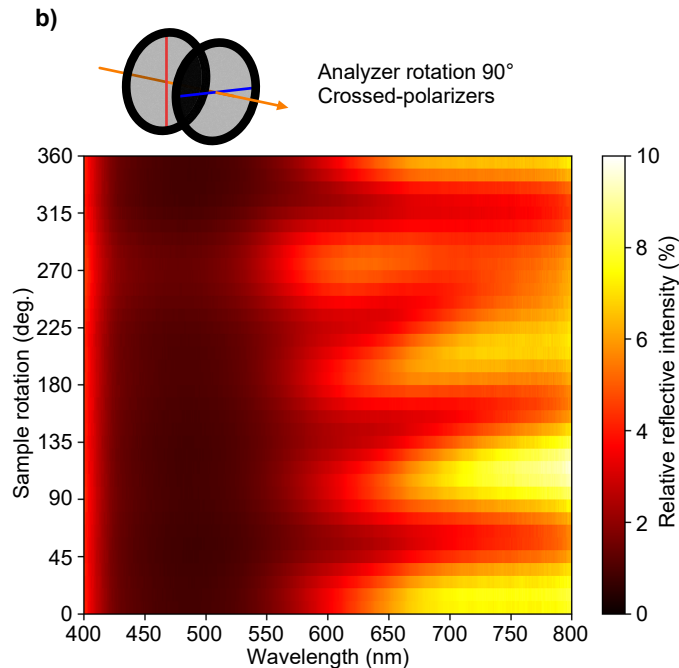 b)
Analyzer rotation 90°
Crossed-polarizers
Sample rotation (deg.)
360
315
270
225
180
135
90
45
0
400 450 500 550 600 650 700 750 800
Wavelength (nm)
10
8
6
4
2
0
Relative reflective intensity (%)